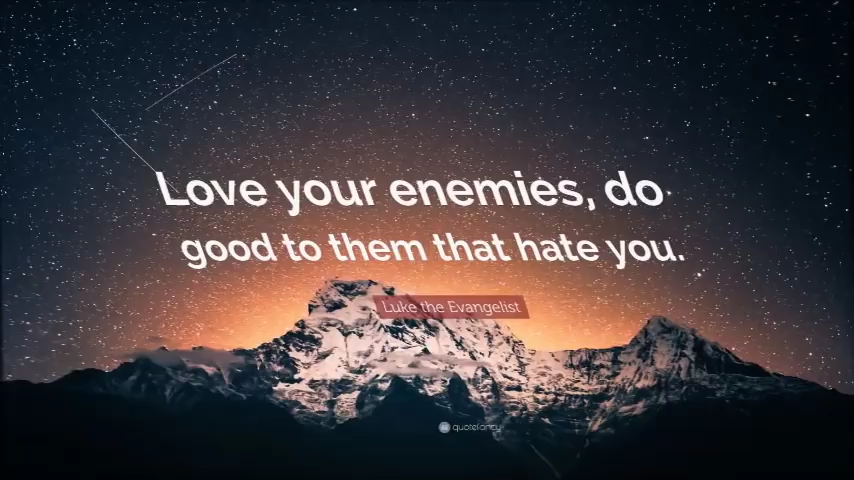 Love your enemies, do
good to them that hate you.
Luke the Evangelist
quotefancy